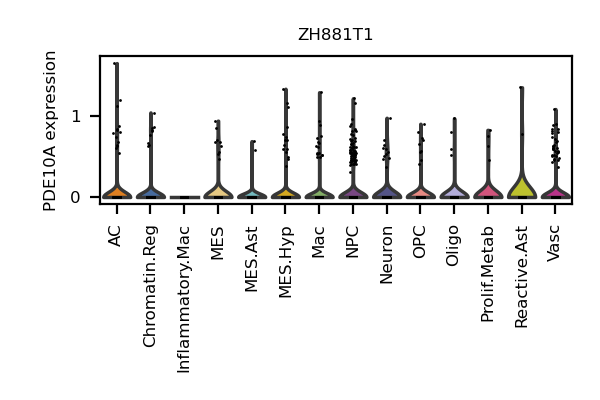 ZH881T1
PDE10A expression
1
0
AC
Chromatin.Reg
Inflammatory.Mac
MES
MES.Ast
MES.Hyp
Mac
NPC
Neuron
OPC
Oligo
Prolif.Metab
Reactive.Ast
Vasc